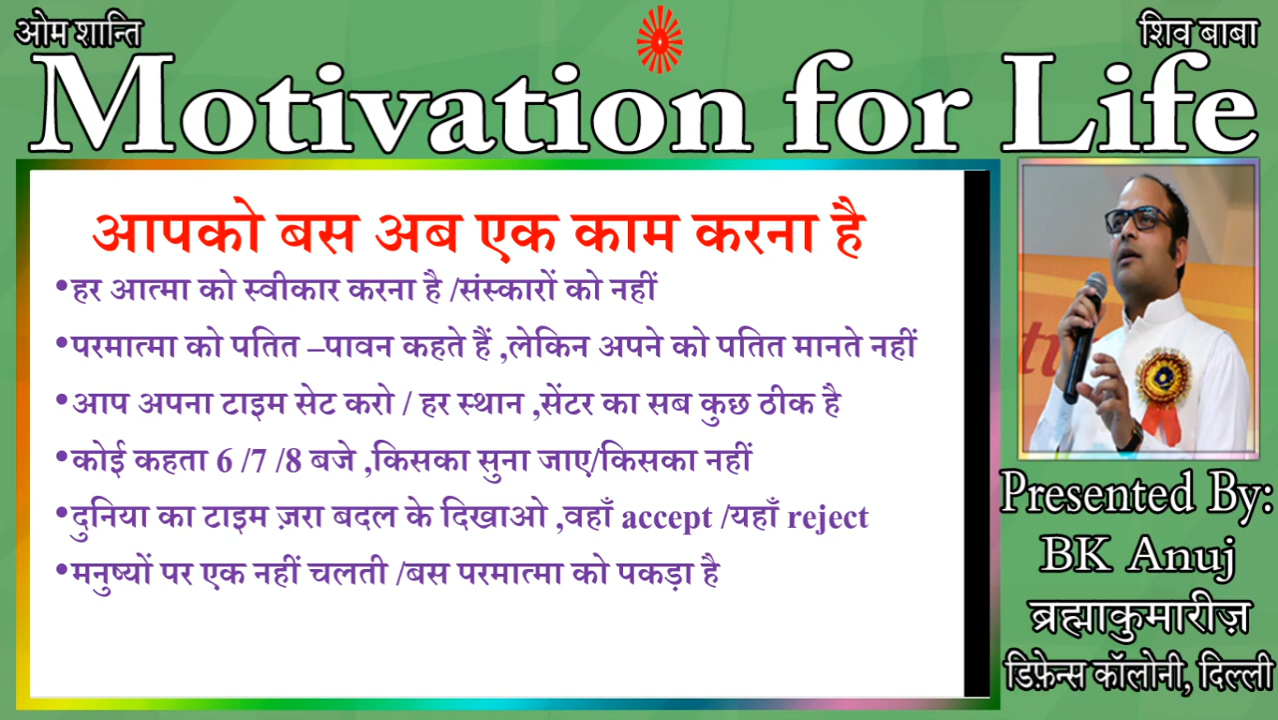 ओम शान्ति
शिव बाबा
Motivation for Life
आपको बस अब एक काम करना है
•हर आत्मा को स्वीकार करना है /संस्कारों को नहीं
•परमात्मा को पतित –पावन कहते हैं ,लेकिन अपने को पतित मानते नहीं
•आप अपना टाइम सेट करो / हर स्थान ,सेंटर का सब कुछ ठीक है
•कोई कहता 6 /7 /8 बजे ,किसका सुना जाए/किसका नहीं
•दुनिया का टाइम ज़रा बदल के दिखाओ ,वहाँ accept /यहाँ reject
•मनुष्यों पर एक नहीं चलती /बस परमात्मा को पकड़ा है
Presented By:
BK Anuj
ब्रह्माकुमारीज़
डिफ़ेन्स कॉलोनी, दिल्ली